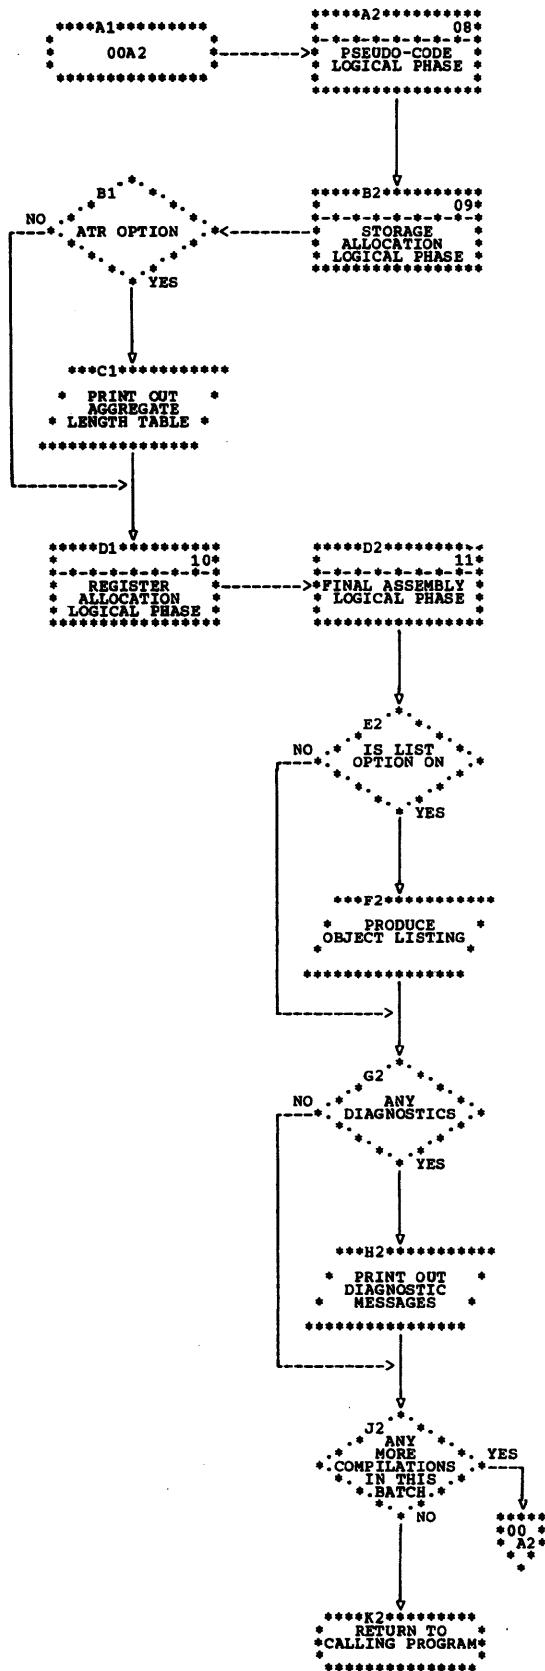 A1
00A2
A2
08
PSEUDO-CODE
LOGICAL PHASE
B1
NO
ATR OPTION
YES
B2
09
STORAGE
ALLOCATION
LOGICAL PHASE
C1
PRINT OUT
AGGREGATE
LENGTH TABLE
D1
10
REGISTER
ALLOCATION
LOGICAL PHASE
D2
11
FINAL ASSEMBLY
LOGICAL PHASE
E2
NO
IS LIST
OPTION ON
YES
F2
PRODUCE
OBJECT LISTING
G2
NO
ANY
DIAGNOSTICS
YES
H2
PRINT OUT
DIAGNOSTIC
MESSAGES
J2
ANY
MORE
COMPILATIONS
IN THIS
BATCH
YES
NO
00
A2
K2
RETURN TO
CALLING PROGRAM